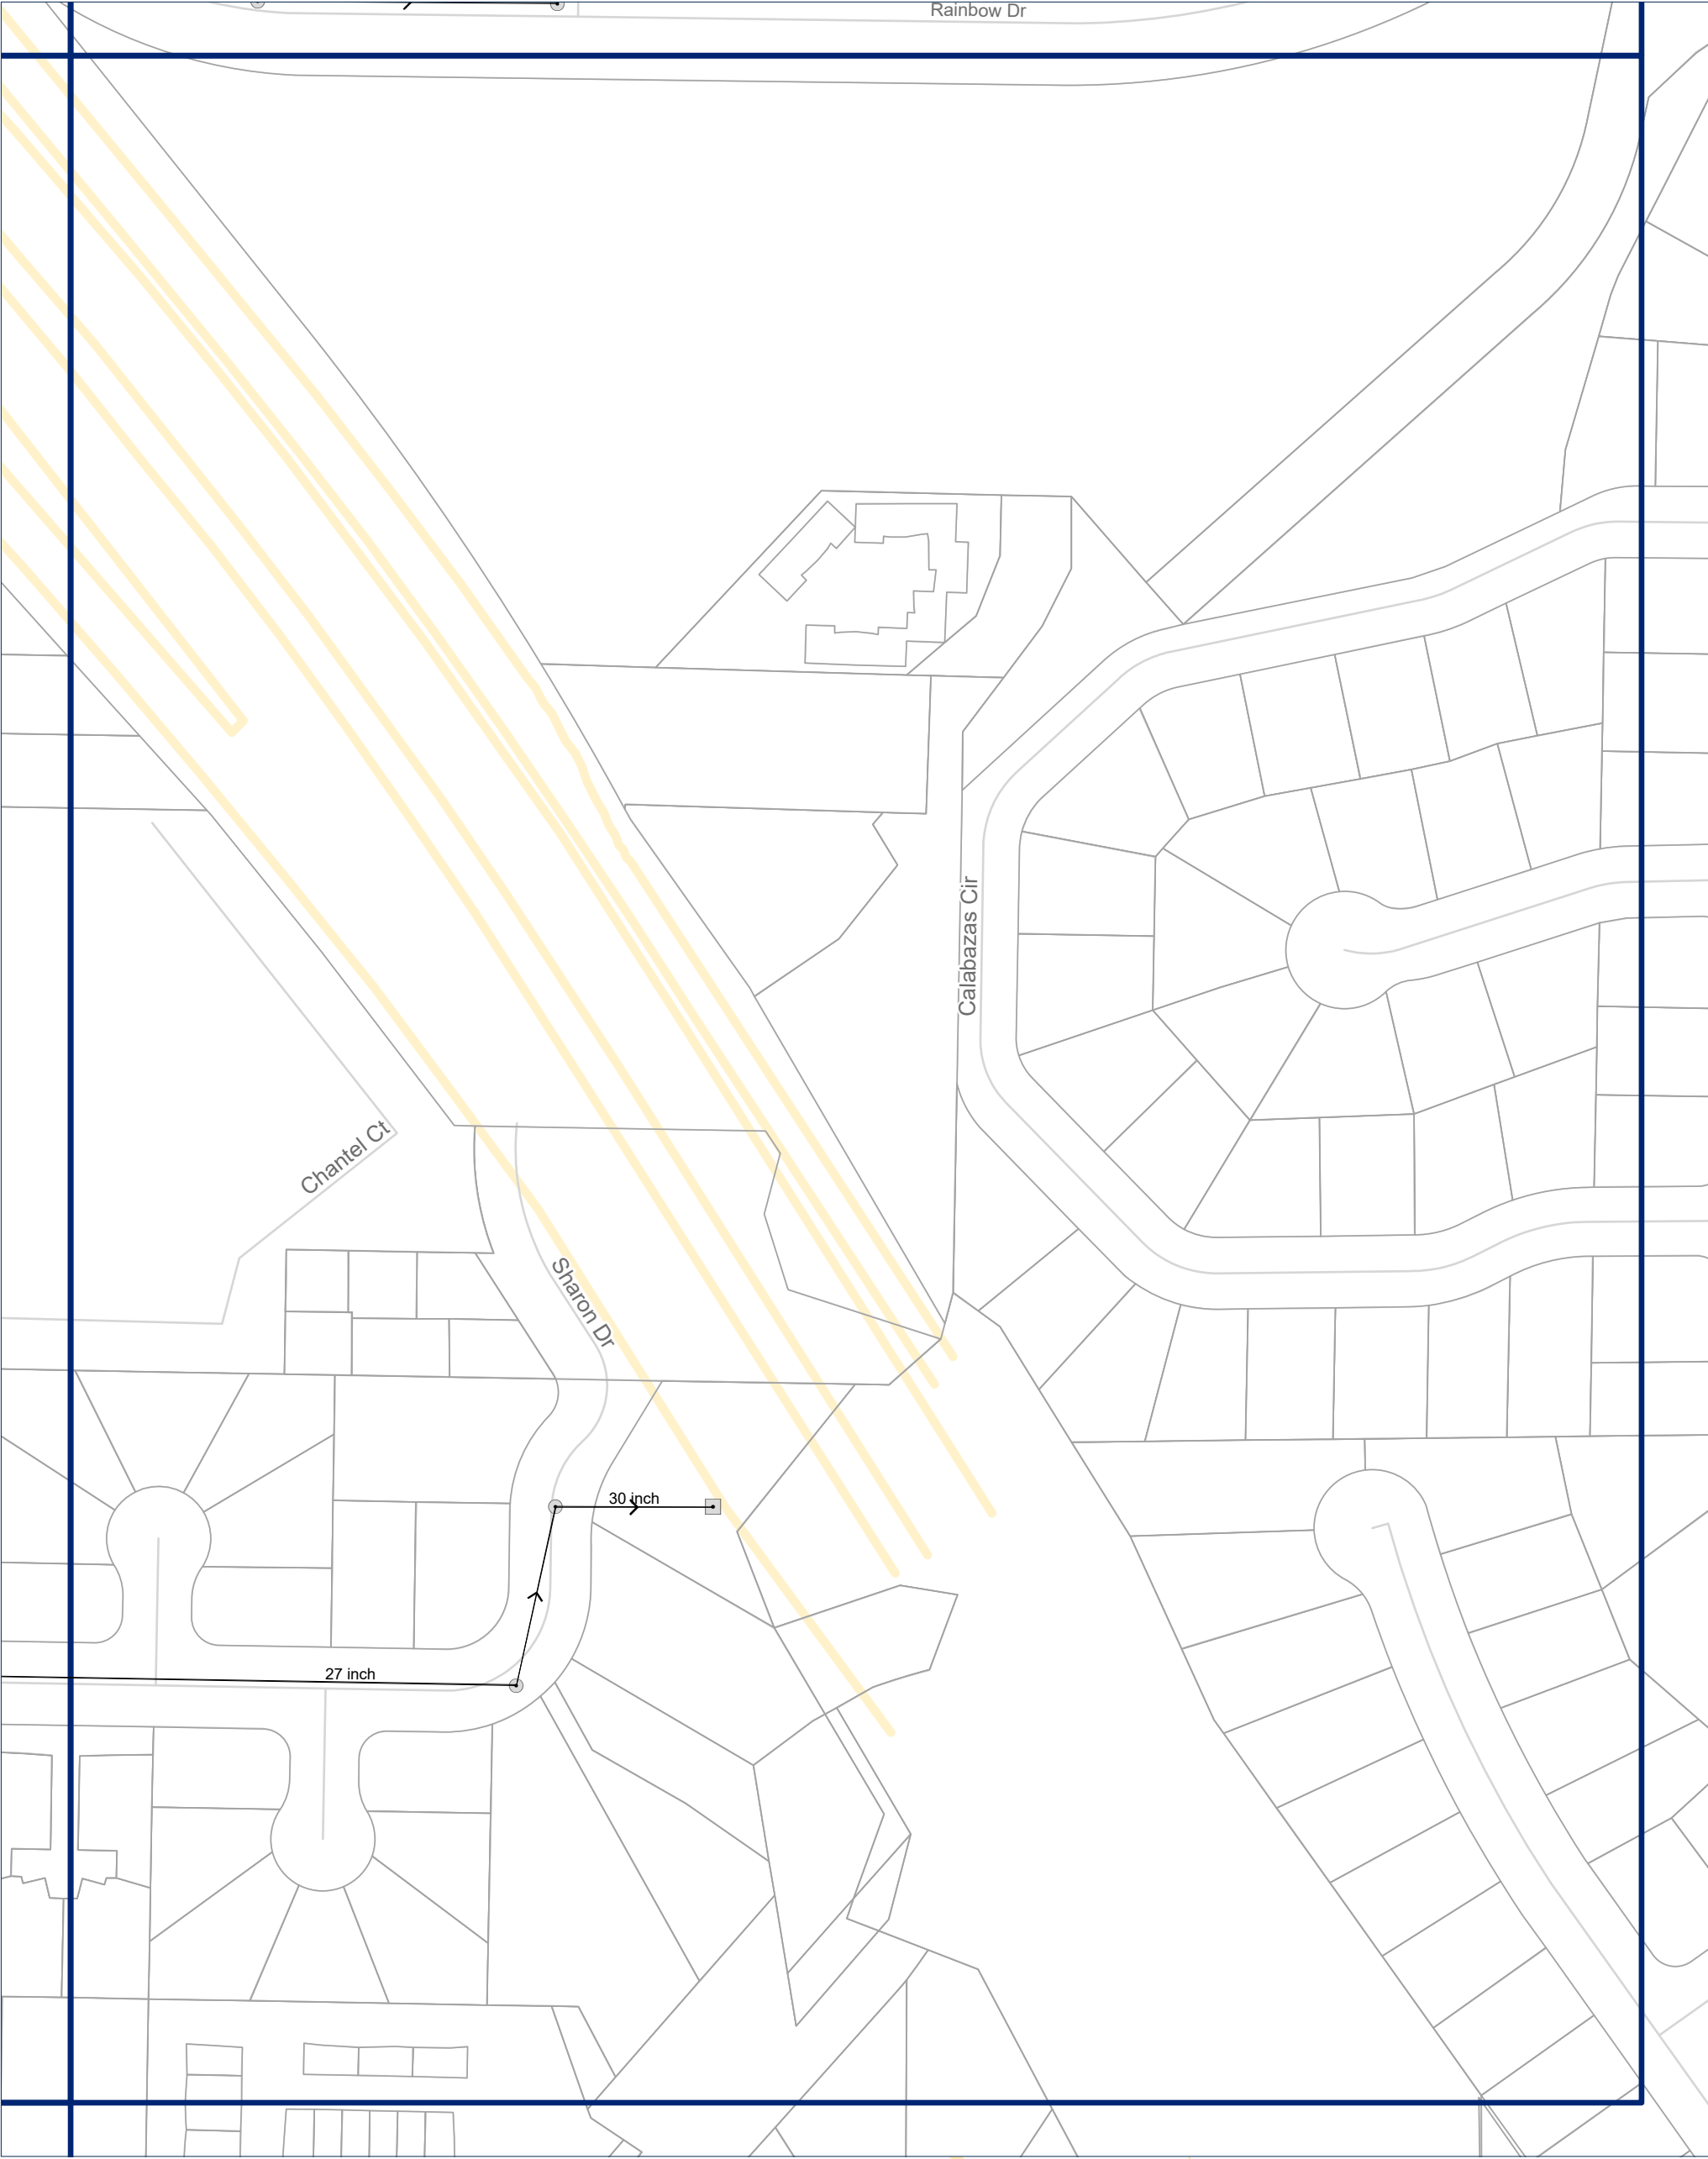 Rainbow Dr
Calabazas Cir
Chantel Ct
Sharon Dr
30 inch
27 inch